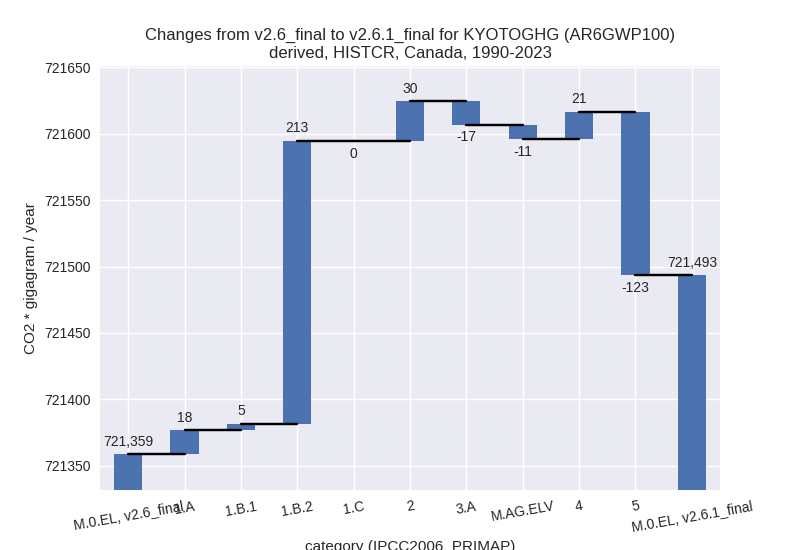 Changes from v2.6_final to v2.6.1_final for KYOTOGHG (AR6GWP100)
derived, HISTCR, Canada, 1990-2023
CO2 * gigagram / year
721650
721600
721550
721500
721450
721400
721350
721,359
18
5
213
0
30
-17
-11
21
-123
721,493
M.0.EL, v2.6_final
1.A
1.B.1
1.B.2
1.C
2
3.A
M.AG.ELV
4
5
M.0.EL, v2.6.1_final
category (IPCC2006_PRIMAP)